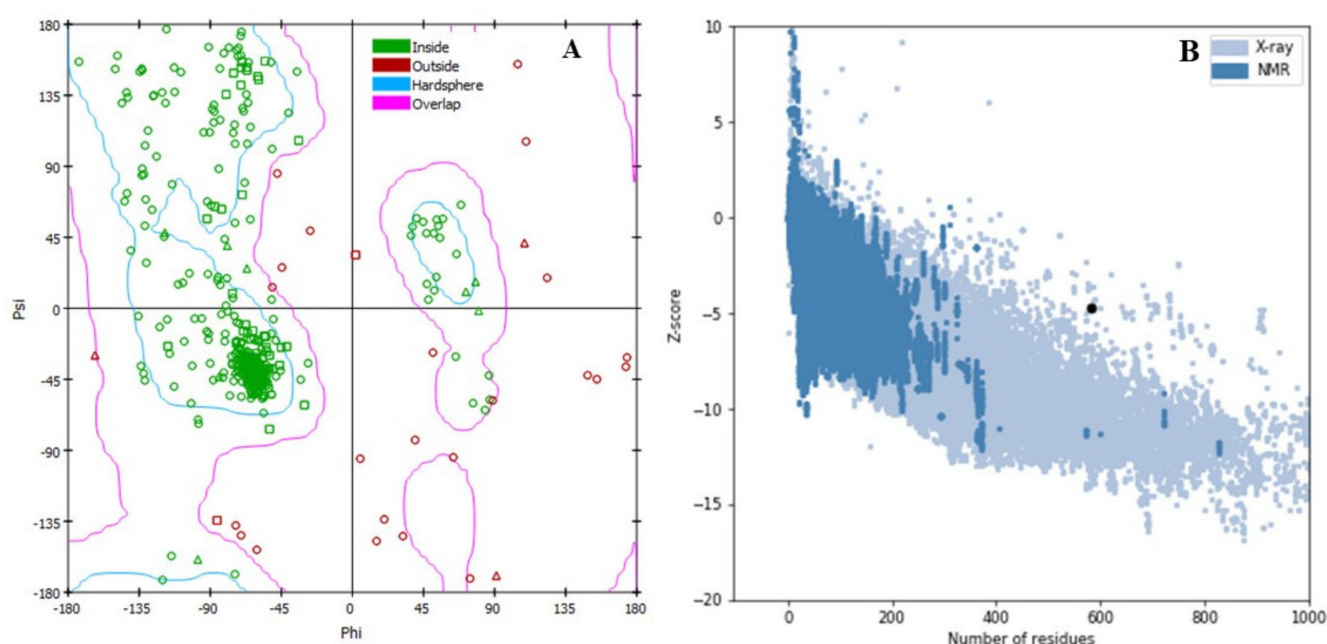 A
Inside
Outside
Hardsphere
Overlap
180
135
90
45
0
-45
-90
-135
-180
Psi
-180 -135 -90 -45 0 45 90 135 180
Phi
B
X-ray
NMR
10
5
0
-5
-10
-15
-20
Z-score
0 200 400 600 800 1000
Number of residues